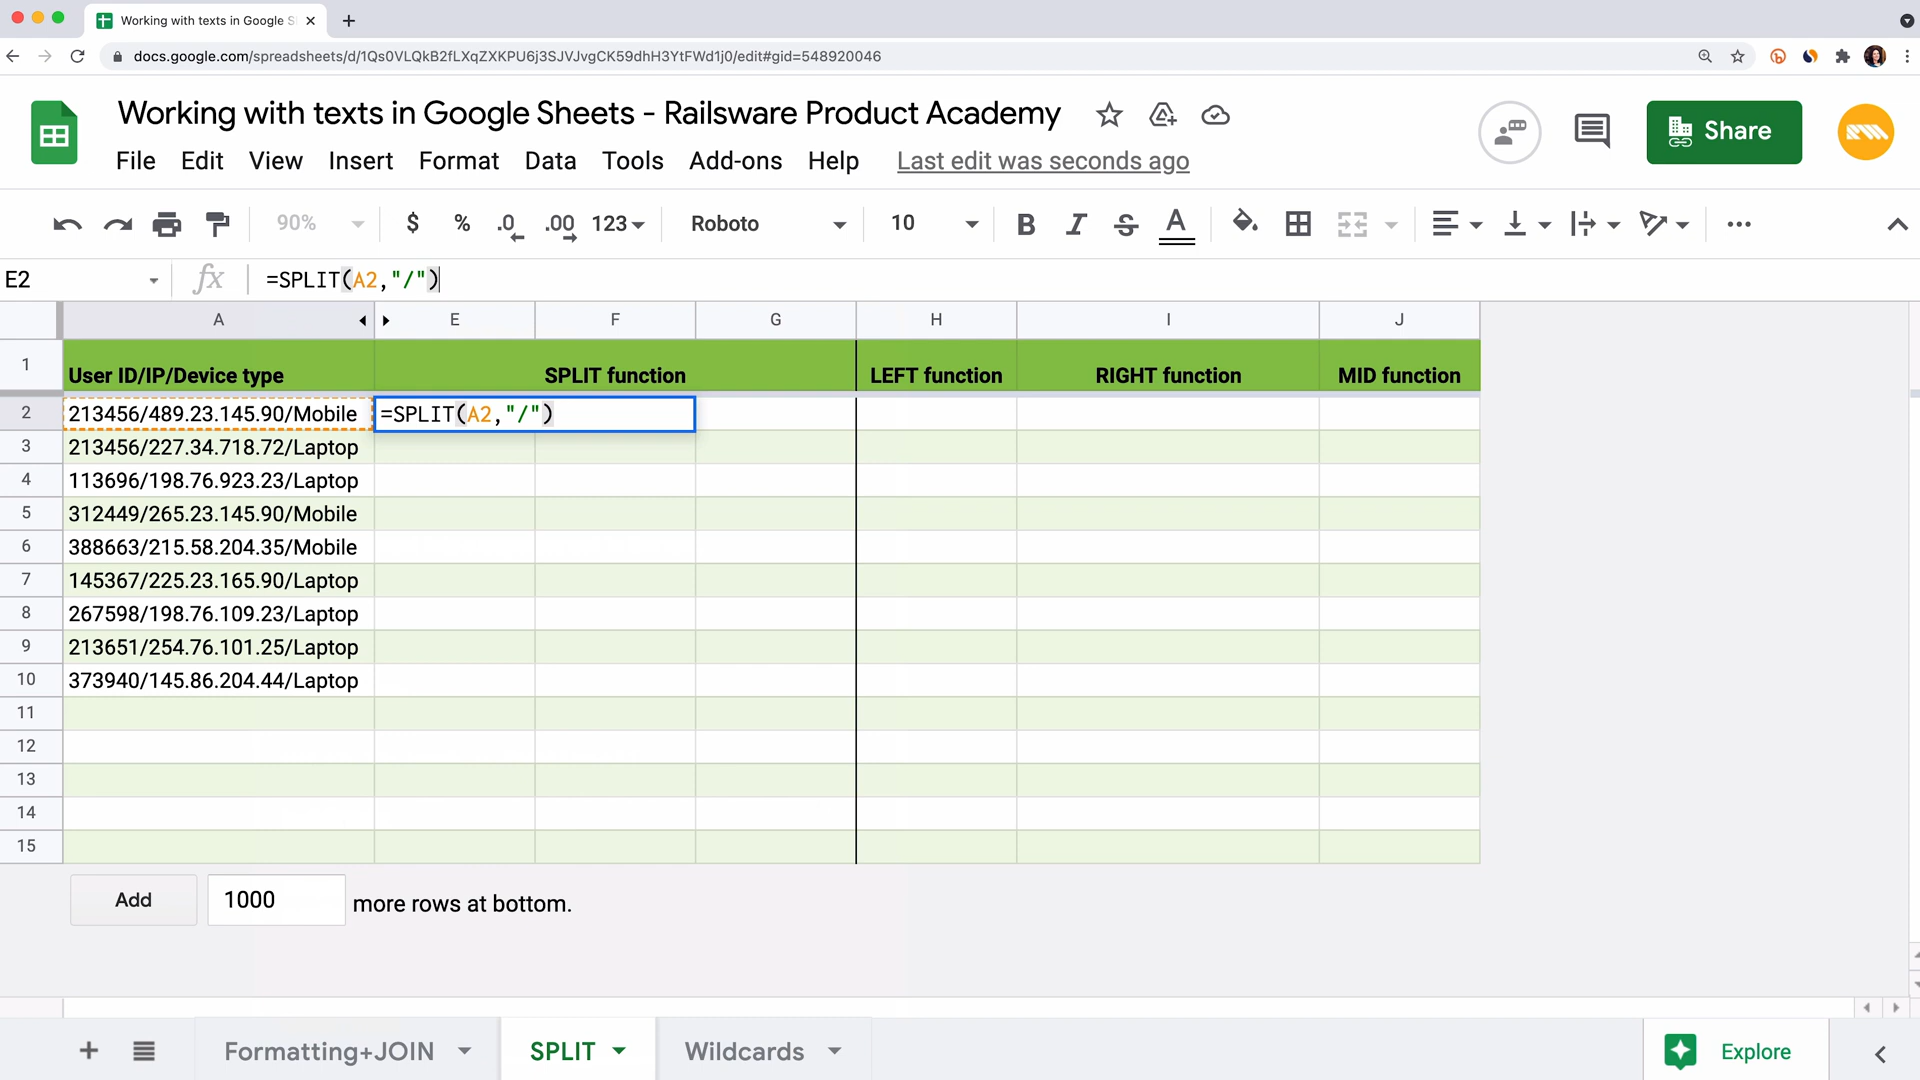 Working with texts in Google S
docs.google.com/spreadsheets/d/1Qs0VLQkB2fLXqZXKPU6j3SJVJvgCK59dhH3YtFWd1j0/edit#gid=548920046
Working with texts in Google Sheets - Railsware Product Academy
File Edit View Insert Format Data Tools Add-ons Help Last edit was seconds ago
Share
90% $ % .0 .00 123 Roboto 10 B I S A
E2 fx =SPLIT(A2,"/")
A E F G H I J
1 User ID/IP/Device type SPLIT function LEFT function RIGHT function MID function
2 213456/489.23.145.90/Mobile =SPLIT(A2,"/")
3 213456/227.34.718.72/Laptop
4 113696/198.76.923.23/Laptop
5 312449/265.23.145.90/Mobile
6 388663/215.58.204.35/Mobile
7 145367/225.23.165.90/Laptop
8 267598/198.76.109.23/Laptop
9 213651/254.76.101.25/Laptop
10 373940/145.86.204.44/Laptop
11
12
13
14
15
Add 1000 more rows at bottom.
Formatting+JOIN SPLIT Wildcards Explore